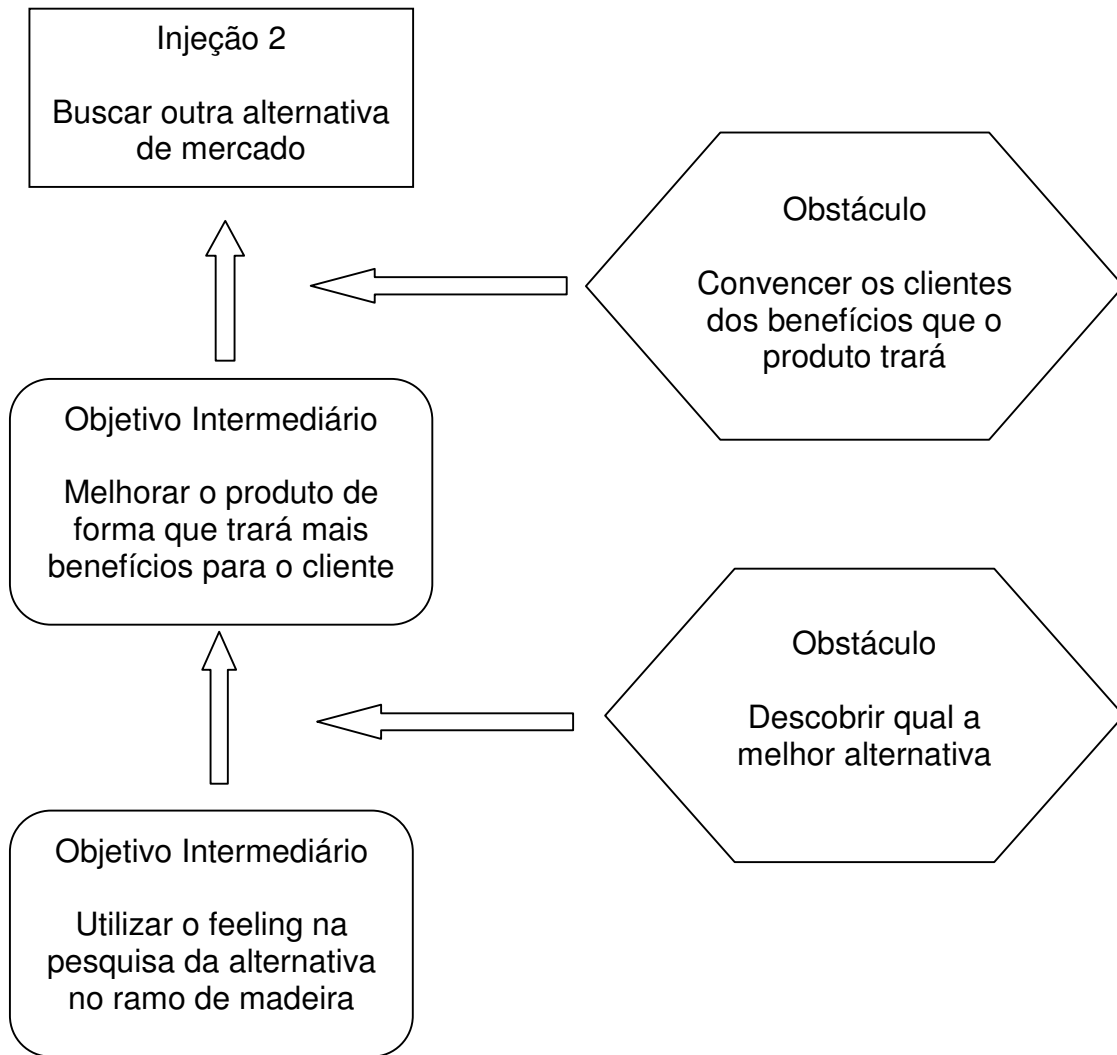 Injeção 2
Buscar outra alternativa
de mercado
Obstáculo
Convencer os clientes
dos benefícios que o
produto trará
Objetivo Intermediário
Melhorar o produto de
forma que trará mais
benefícios para o cliente
Obstáculo
Descobrir qual a
melhor alternativa
Objetivo Intermediário
Utilizar o feeling na
pesquisa da alternativa
no ramo de madeira